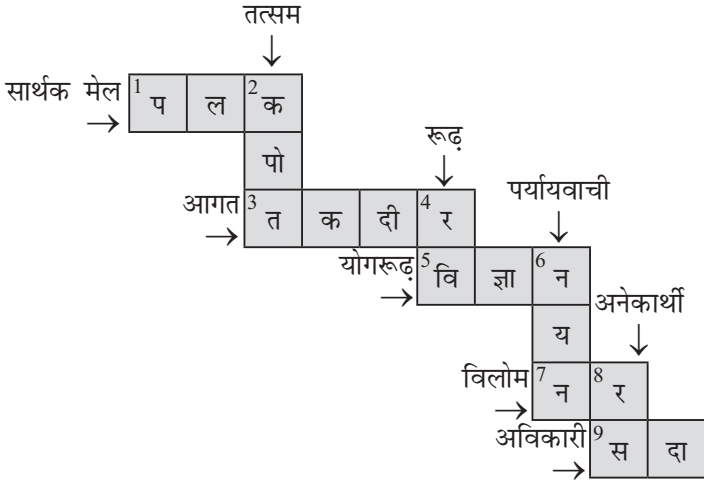 तत्सम
सार्थक मेल 1 प ल 2 क
पो
रूढ़
आगत 3 त क दी 4 र
पर्यायवाची
योगरूढ़ 5 वि ज्ञा 6 न
अनेकार्थी
य
विलोम 7 न 8 र
अविकारी 9 स दा